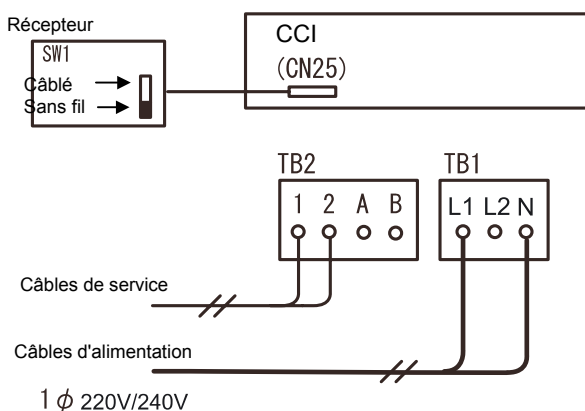 Récepteur
SW1
Câblé
Sans fil
CCI
(CN25)
TB2
1 2 A B
TB1
L1 L2 N
Câbles de service
Câbles d'alimentation
1ϕ 220V/240V